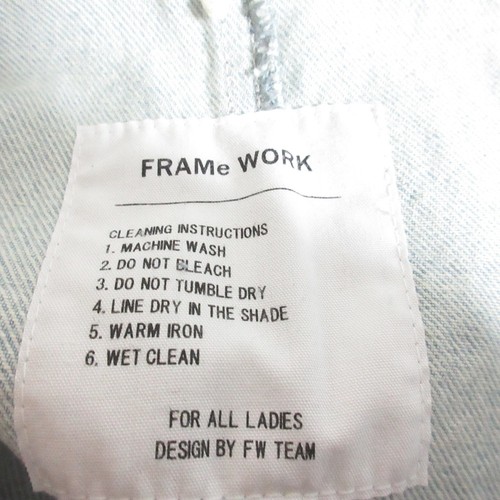 FRAMe WORK
CLEANING INSTRUCTIONS
1. MACHINE WASH
2. DO NOT BLEACH
3. DO NOT TUMBLE DRY
4. LINE DRY IN THE SHADE
5. WARM IRON
6. WET CLEAN
FOR ALL LADIES
DESIGN BY FW TEAM